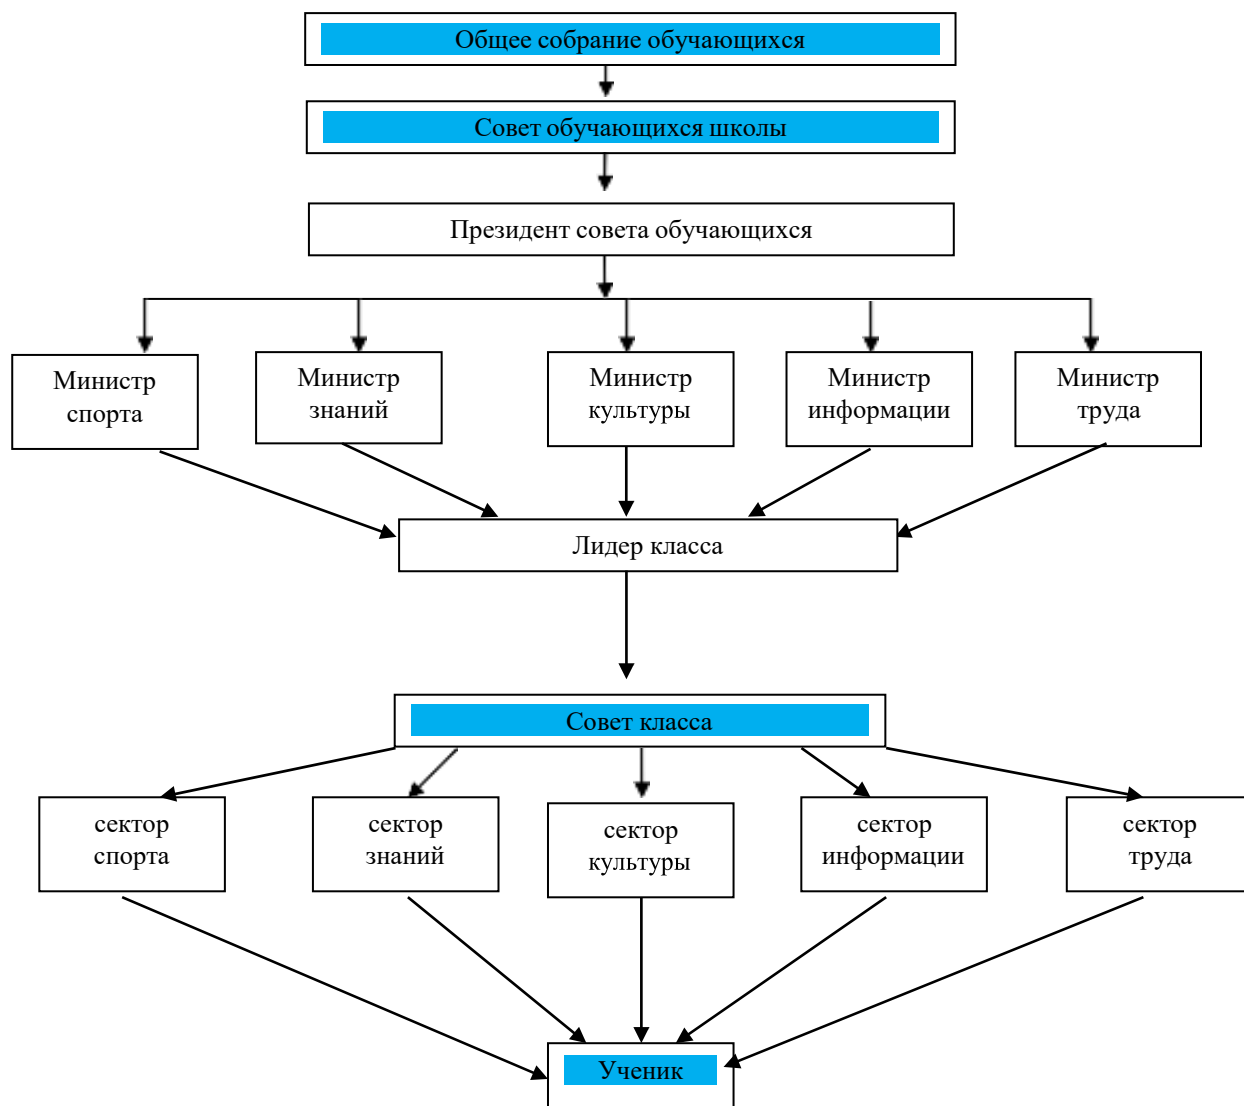 Общее собрание обучающихся
Совет обучающихся школы
Президент совета обучающихся
Министр
спорта
Министр
знаний
Министр
культуры
Министр
информации
Министр
труда
Лидер класса
Совет класса
сектор
спорта
сектор
знаний
сектор
культуры
сектор
информации
сектор
труда
Ученик